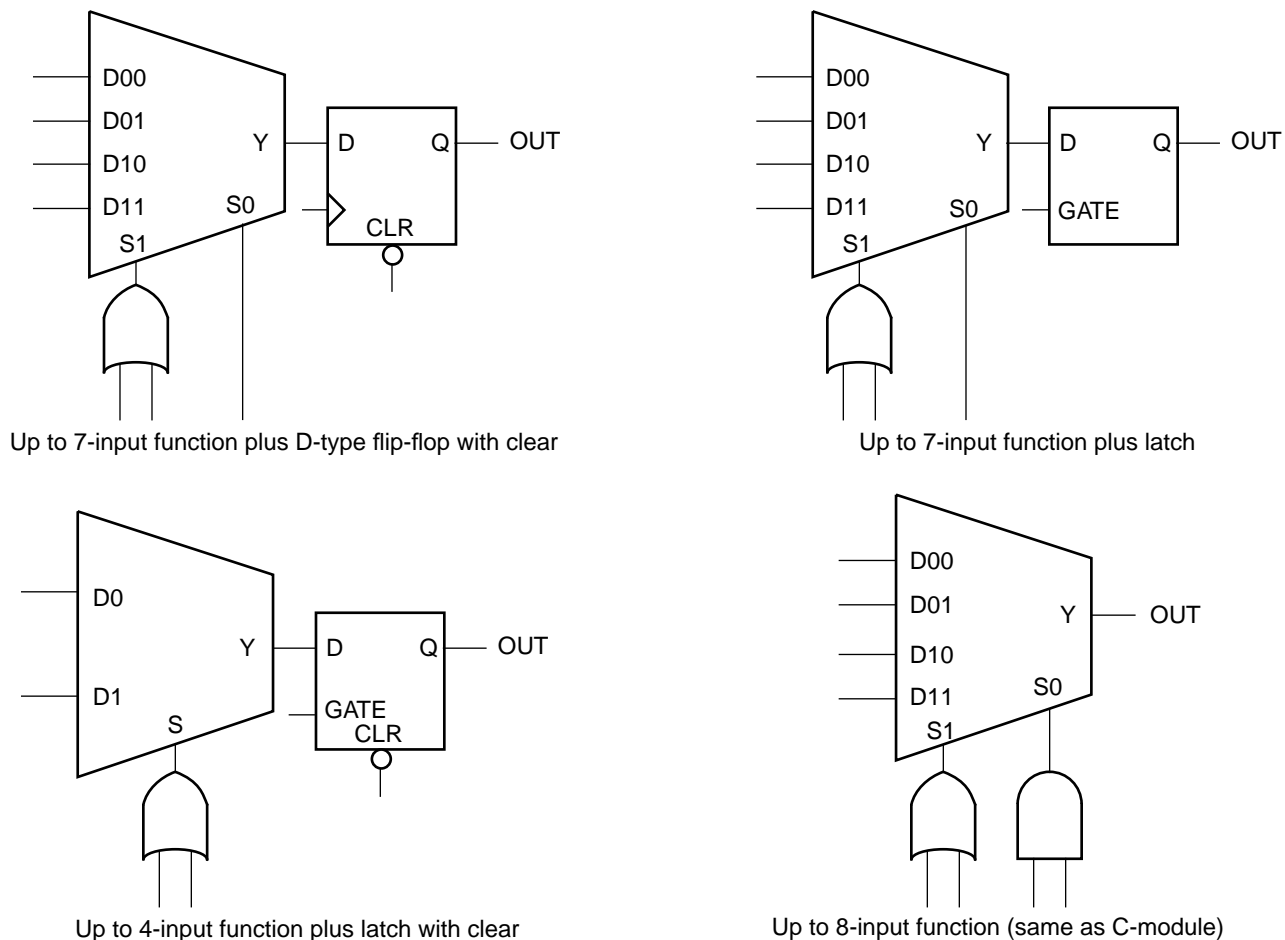 D00
D01
D10
D11
Y
S0
S1
D
Q
CLR
OUT
Up to 7-input function plus D-type flip-flop with clear
D00
D01
D10
D11
Y
S0
S1
D
Q
GATE
OUT
Up to 7-input function plus latch
D0
D1
Y
S
D
Q
GATE
CLR
OUT
Up to 4-input function plus latch with clear
D00
D01
D10
D11
Y
S0
S1
OUT
Up to 8-input function (same as C-module)